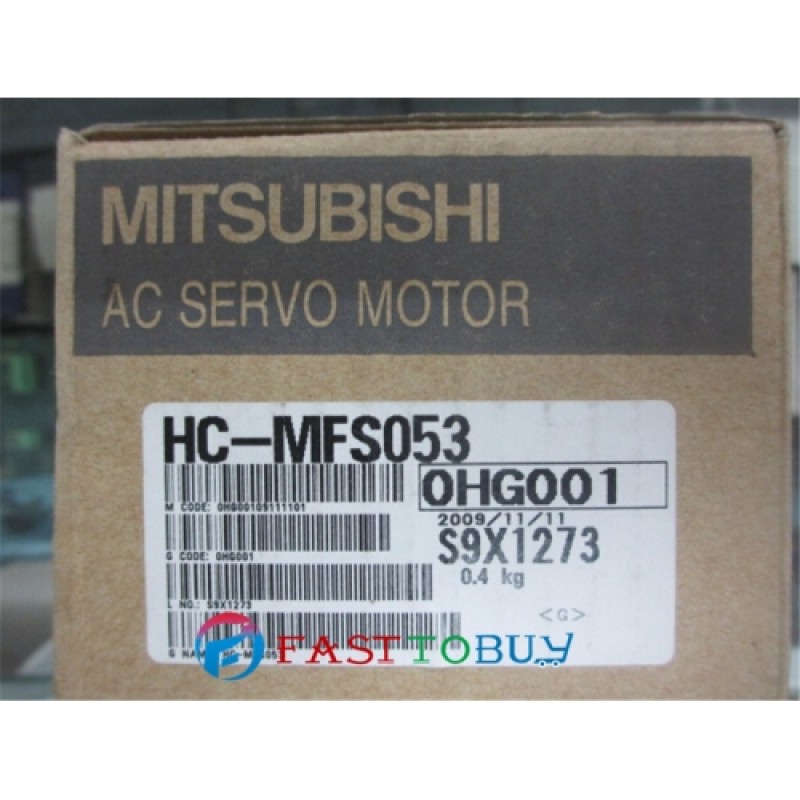 MITSUBISHI
AC SERVO MOTOR
HC-MFS053
0HG001
M CODE: 0HG00109111101
2009/11/11
S9X1273
G CODE: 0HG001
0.4 kg
L NO.: S9X1273
<G>
FASTTOBUY